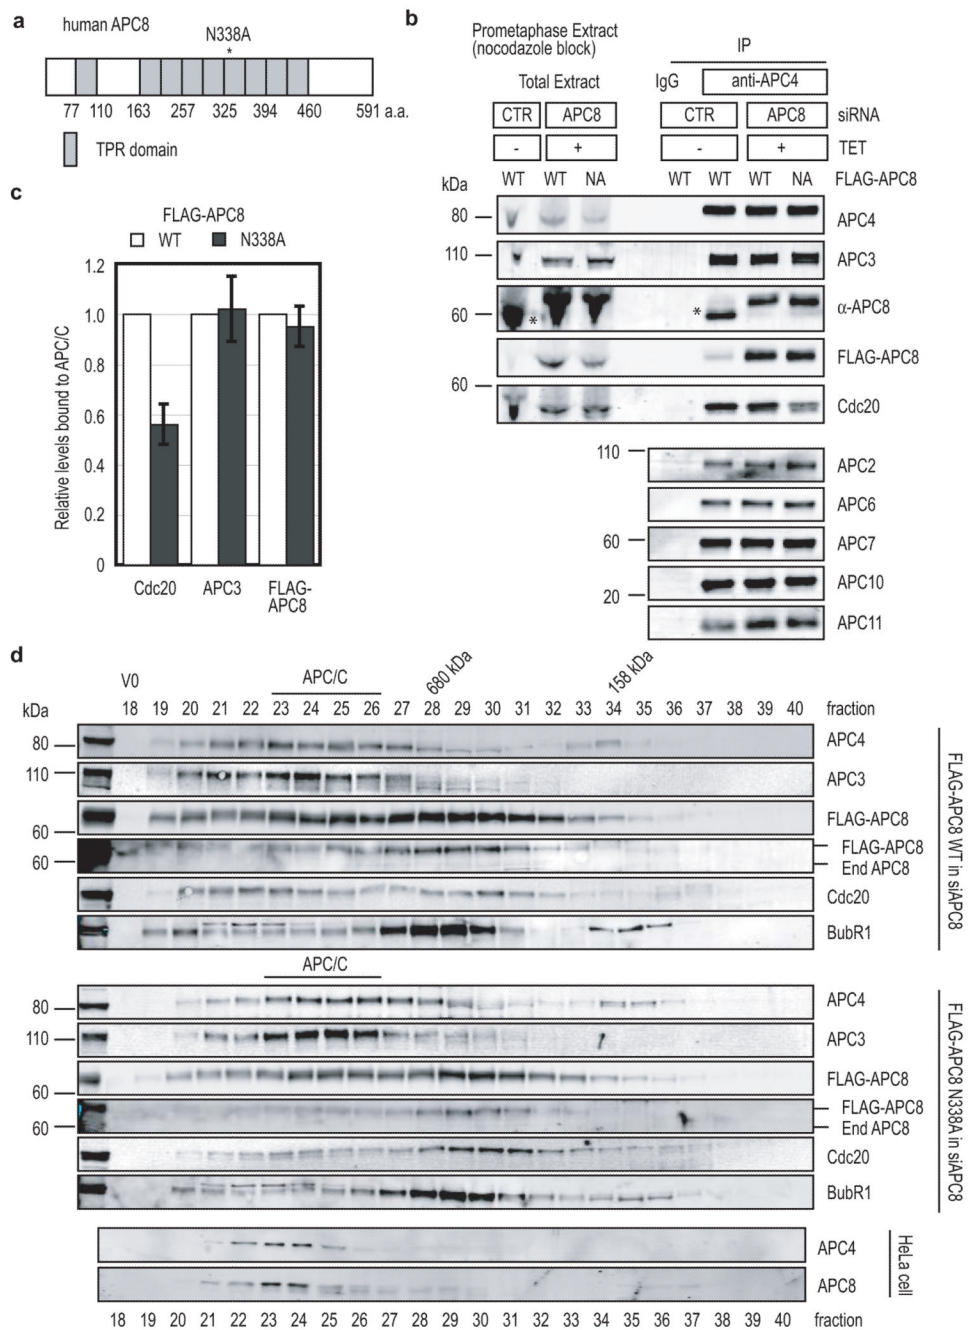 a
human APC8
N338A
*
77 110 163 257 325 394 460 591 a.a.
TPR domain
b
Prometaphase Extract
(nocodazole block)
IP
Total Extract IgG anti-APC4
CTR APC8 CTR APC8 siRNA
- + - + TET
WT WT NA WT WT WT NA FLAG-APC8
kDa
80 APC4
110 APC3
60 * * α-APC8
FLAG-APC8
60 Cdc20
110 APC2
APC6
60 APC7
APC10
20 APC11
c
FLAG-APC8
WT N338A
Relative levels bound to APC/C
1.2
1.0
0.8
0.6
0.4
0.2
0
Cdc20 APC3 FLAG-
APC8
d
V0 APC/C 680 kDa 158 kDa
kDa 18 19 20 21 22 23 24 25 26 27 28 29 30 31 32 33 34 35 36 37 38 39 40 fraction
80 APC4
110 APC3
60 FLAG-APC8
FLAG-APC8
60 End APC8
Cdc20
BubR1
FLAG-APC8 WT in siAPC8
APC/C
80 APC4
110 APC3
60 FLAG-APC8
FLAG-APC8
60 End APC8
Cdc20
BubR1
FLAG-APC8 N338A in siAPC8
APC4
APC8
HeLa cell
18 19 20 21 22 23 24 25 26 27 28 29 30 31 32 33 34 35 36 37 38 39 40 fraction